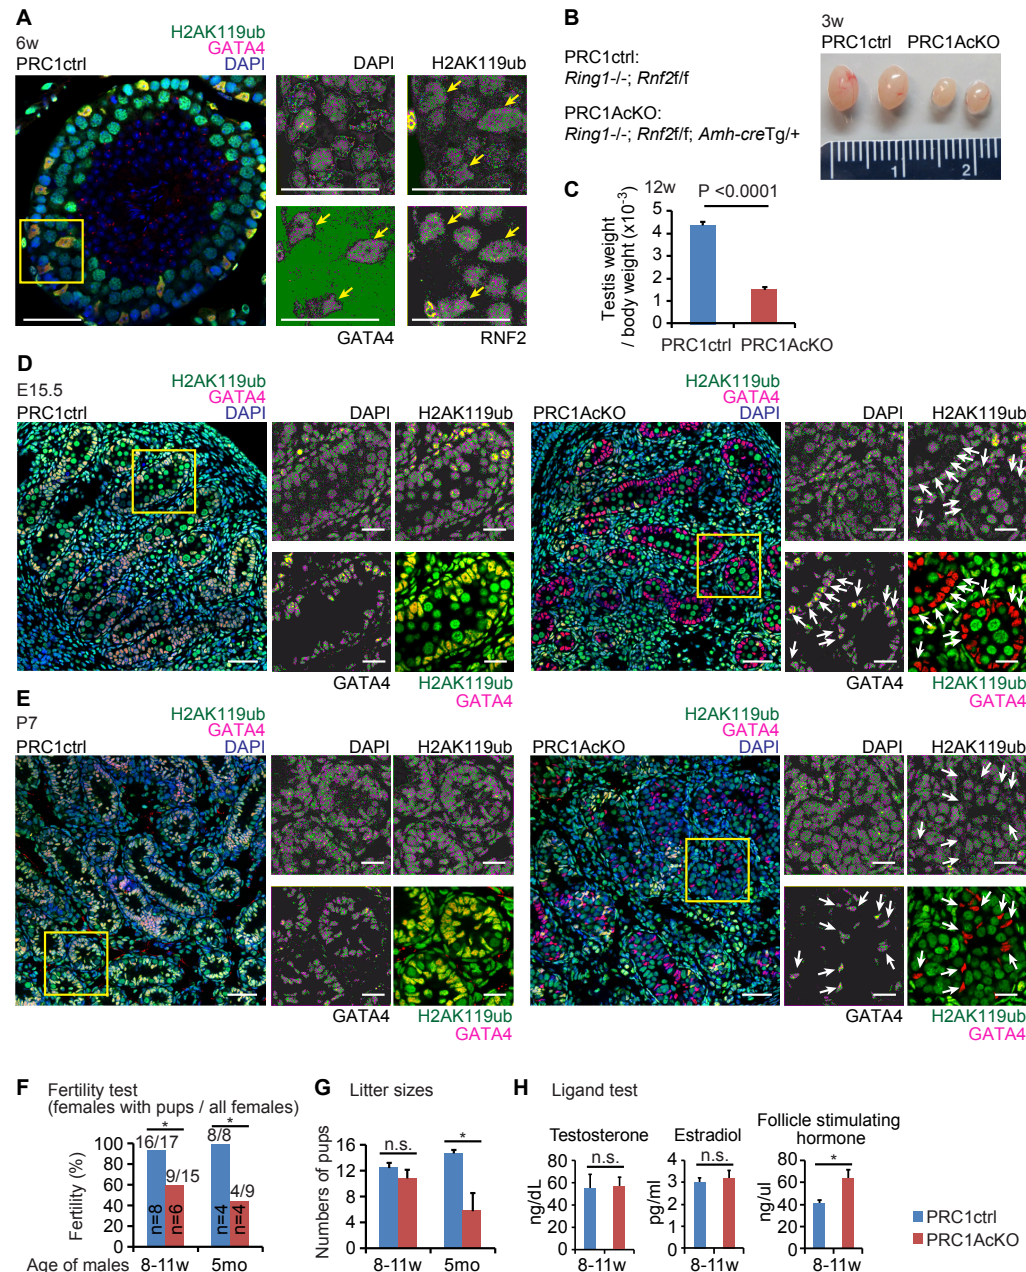 A
6w
PRC1ctrl
H2AK119ub
GATA4
DAPI
DAPI
H2AK119ub
GATA4
RNF2
B
PRC1ctrl:
Ring1-/-; Rnf2f/f
PRC1AcKO:
Ring1-/-; Rnf2f/f; Amh-creTg/+
3w
PRC1ctrl PRC1AcKO
1 2
C
12w
P <0.0001
Testis weight
/ body weight (x10⁻³)
5
4
3
2
1
0
PRC1ctrl PRC1AcKO
D
E15.5
PRC1ctrl
H2AK119ub
GATA4
DAPI
DAPI
H2AK119ub
GATA4
H2AK119ub
GATA4
PRC1AcKO
H2AK119ub
GATA4
DAPI
DAPI
H2AK119ub
GATA4
H2AK119ub
GATA4
E
P7
PRC1ctrl
H2AK119ub
GATA4
DAPI
DAPI
H2AK119ub
GATA4
H2AK119ub
GATA4
PRC1AcKO
H2AK119ub
GATA4
DAPI
DAPI
H2AK119ub
GATA4
H2AK119ub
GATA4
F
Fertility test
(females with pups / all females)
Fertility (%)
100
80
60
40
20
0
*
16/17
9/15
*
8/8
4/9
n=8
n=6
n=4
n=4
Age of males 8-11w 5mo
G
Litter sizes
Numbers of pups
16
12
8
4
0
n.s.
*
8-11w 5mo
H
Ligand test
Testosterone
ng/dL
80
60
40
20
0
n.s.
8-11w
Estradiol
pg/ml
4
3
2
1
0
n.s.
8-11w
Follicle stimulating
hormone
ng/ul
80
60
40
20
0
*
8-11w
PRC1ctrl
PRC1AcKO